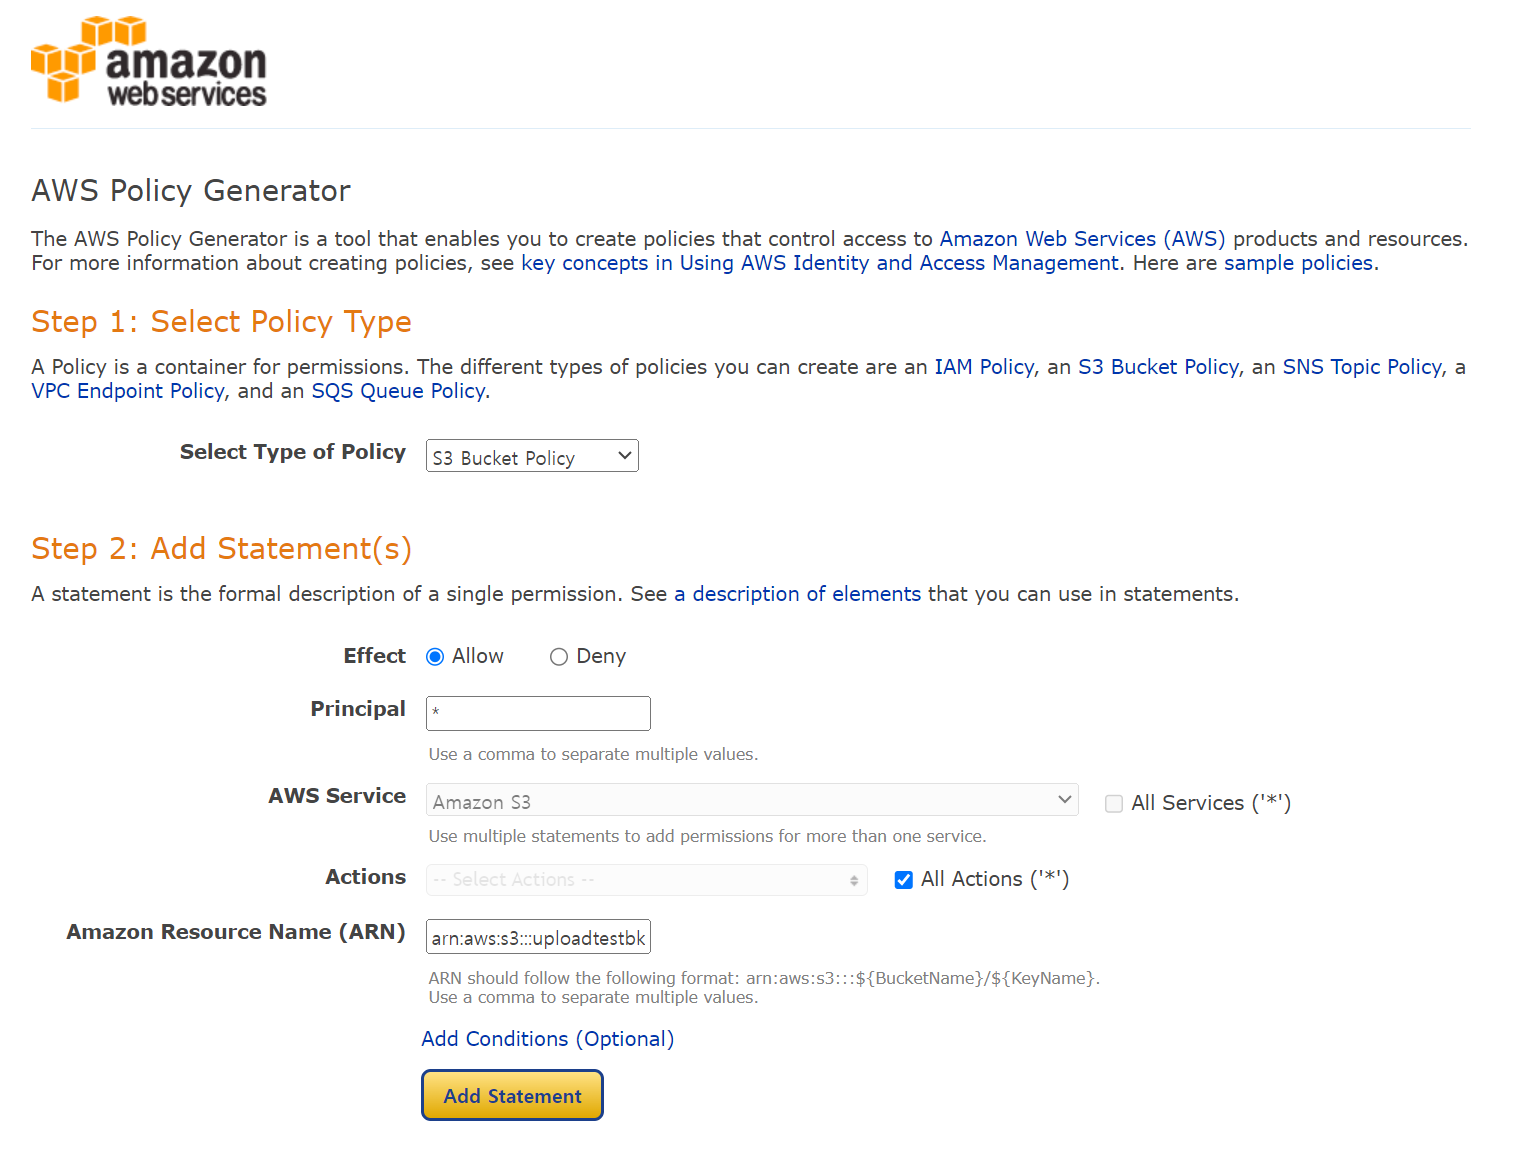 amazon
webservices
AWS Policy Generator
The AWS Policy Generator is a tool that enables you to create policies that control access to Amazon Web Services (AWS) products and resources.
For more information about creating policies, see key concepts in Using AWS Identity and Access Management. Here are sample policies.
Step 1: Select Policy Type
A Policy is a container for permissions. The different types of policies you can create are an IAM Policy, an S3 Bucket Policy, an SNS Topic Policy, a
VPC Endpoint Policy, and an SQS Queue Policy.
Select Type of Policy S3 Bucket Policy
Step 2: Add Statement(s)
A statement is the formal description of a single permission. See a description of elements that you can use in statements.
Effect Allow Deny
Principal *
Use a comma to separate multiple values.
AWS Service Amazon S3 All Services ('*')
Use multiple statements to add permissions for more than one service.
Actions -- Select Actions -- All Actions ('*')
Amazon Resource Name (ARN) arn:aws:s3:::uploadtestbk
ARN should follow the following format: arn:aws:s3:::${BucketName}/${KeyName}.
Use a comma to separate multiple values.
Add Conditions (Optional)
Add Statement